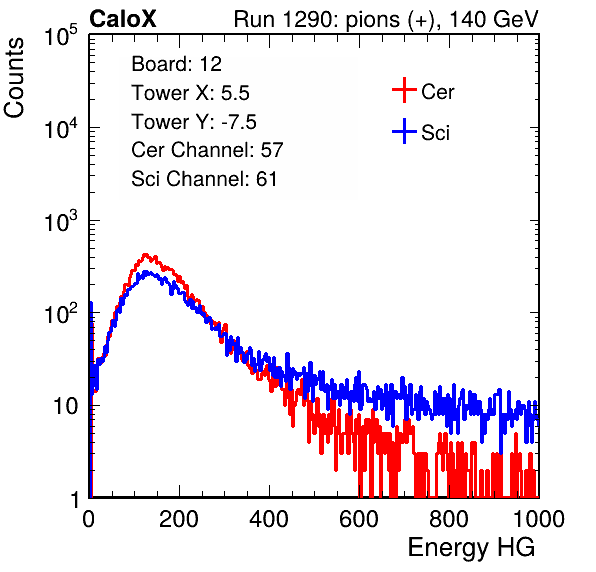 CaloX Run 1290: pions (+), 140 GeV
Counts
10^5
10^4
10^3
10^2
10
1
Board: 12
Tower X: 5.5
Tower Y: -7.5
Cer Channel: 57
Sci Channel: 61
Cer
Sci
0 200 400 600 800 1000
Energy HG